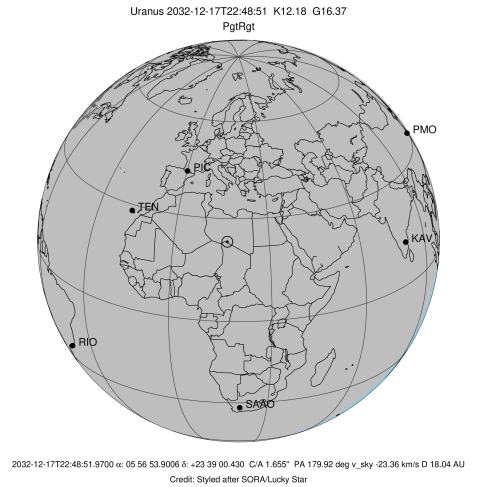 Uranus 2032-12-17T22:48:51 K12.18 G16.37
PgtRgt
PMO
PIC
TEN
KAV
RIO
SAAO
2032-12-17T22:48:51.9700 α: 05 56 53.9006 δ: +23 39 00.430 C/A 1.655" PA 179.92 deg v_sky -23.36 km/s D 18.04 AU
Credit: Styled after SORA/Lucky Star